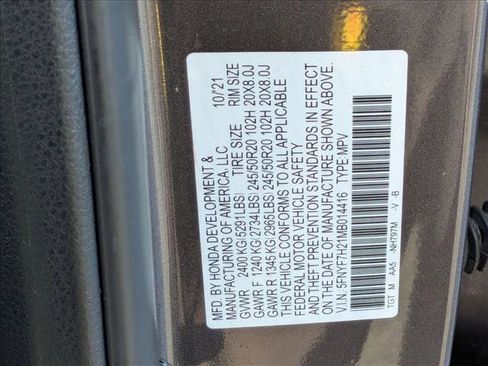 MFD. BY HONDA DEVELOPMENT &
MANUFACTURING OF AMERICA, LLC 10/'21
GVWR 2400 KG(5291LBS) TIRE SIZE RIM SIZE
GAWR F 1240 KG(2734LBS) 245/50R20 102H 20X8.0J
GAWR R 1345 KG(2965LBS) 245/50R20 102H 20X8.0J
THIS VEHICLE CONFORMS TO ALL APPLICABLE
FEDERAL MOTOR VEHICLE SAFETY
AND THEFT PREVENTION STANDARDS IN EFFECT
ON THE DATE OF MANUFACTURE SHOWN ABOVE.
V.I.N: 5FNYF7H21MB014416 TYPE MPV
TGT M AA5 -NH797M -V -B